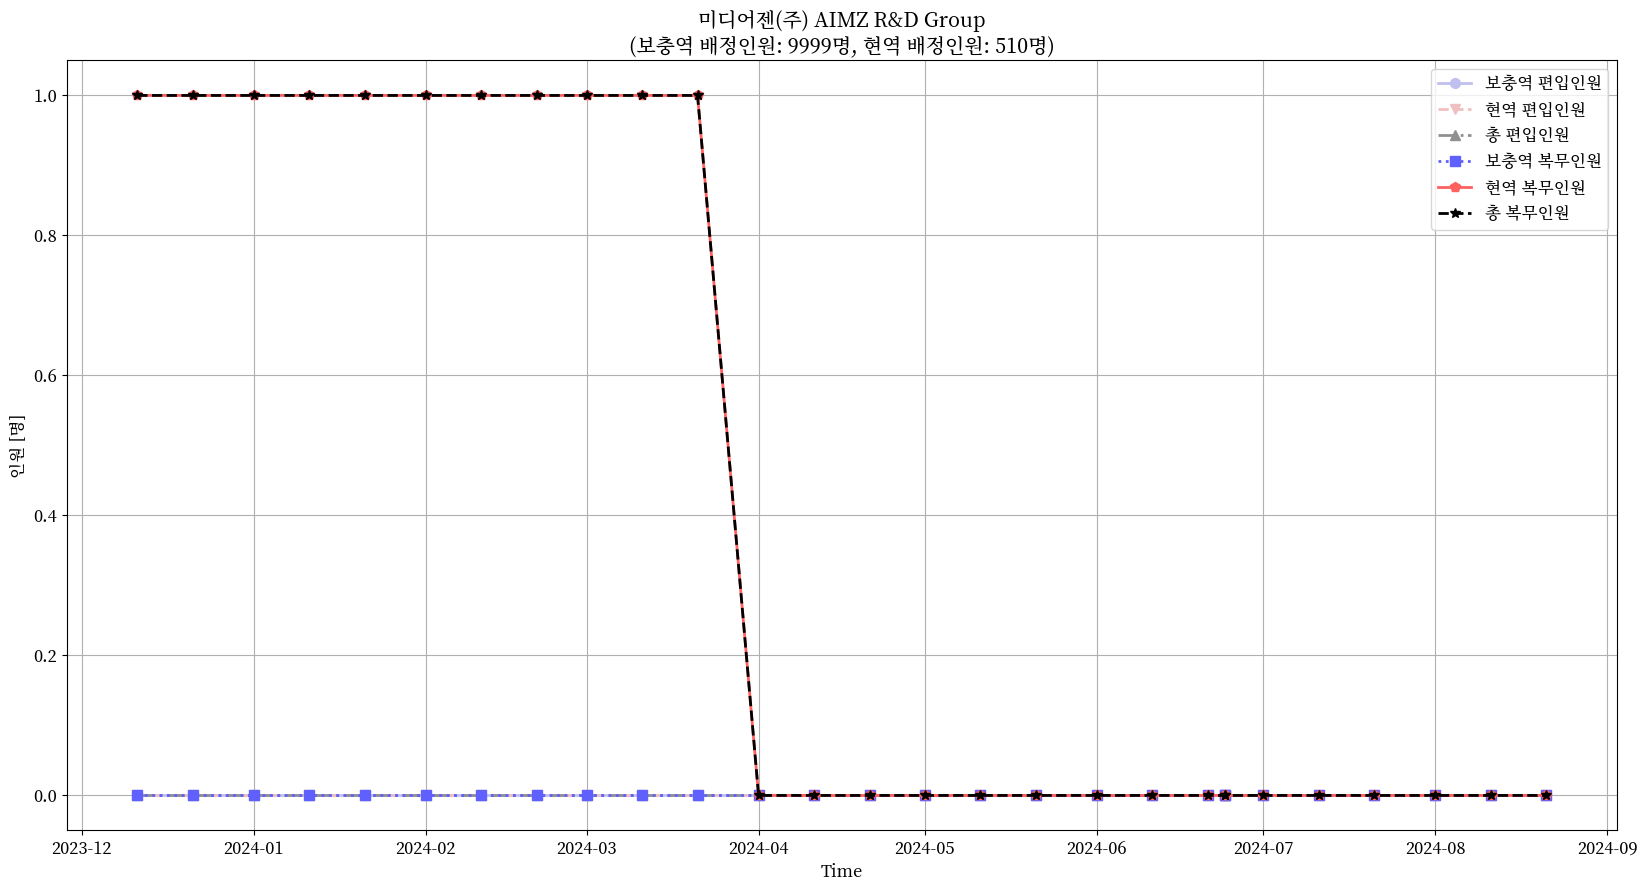 미디어젠(주) AIMZ R&D Group
(보충역 배정인원: 9999명, 현역 배정인원: 510명)
보충역 편입인원
현역 편입인원
총 편입인원
보충역 복무인원
현역 복무인원
총 복무인원
인원 [명]
1.0
0.8
0.6
0.4
0.2
0.0
2023-12
2024-01
2024-02
2024-03
2024-04
2024-05
2024-06
2024-07
2024-08
2024-09
Time